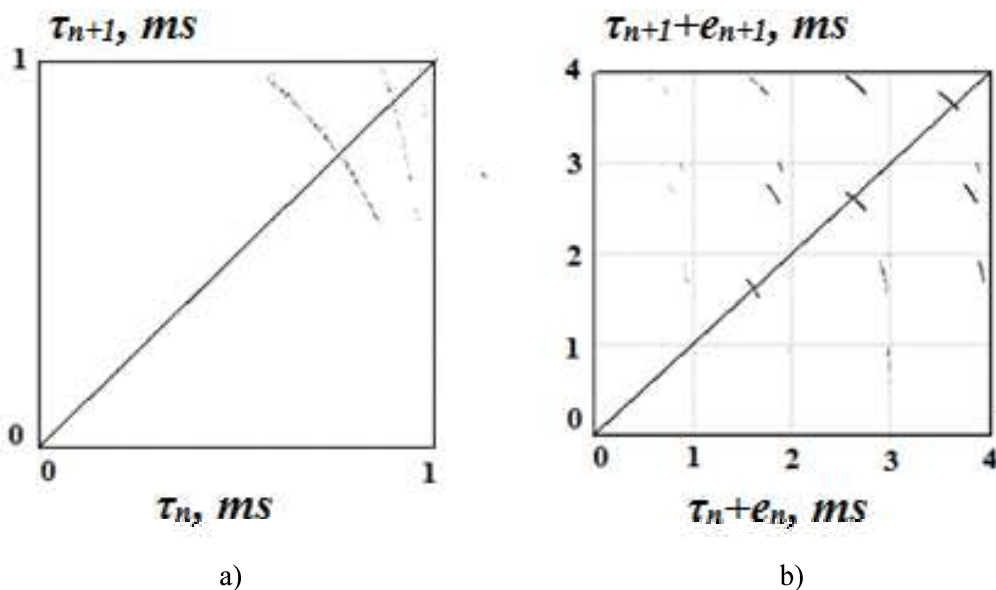 τn+1, ms
1
0
0
1
τn, ms
a)
τn+1+en+1, ms
4
3
2
1
0
0 1 2 3 4
τn+en, ms
b)